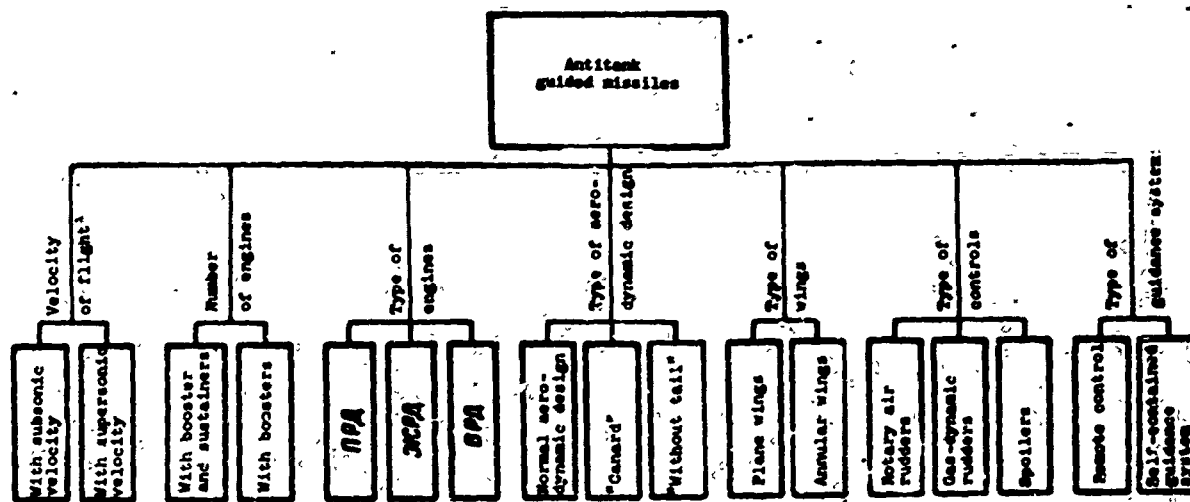 Antitank
guided missiles
Velocity
of flight¹
With subsonic
velocity
With supersonic
velocity
Number
of engines
With booster
and sustainers
With boosters
Type of
engines
ПРД
ЖРД
ВРД
Type of aero-
dynamic design
Normal aero-
dynamic design
"Canard"
"Without tail"
Type of
wings
Plane wings
Annular wings
Type of
controls
Rotary air
rudders
Gas-dynamic
rudders
Spoilers
Type of
guidance system
Remote control
Self-contained
guidance
system